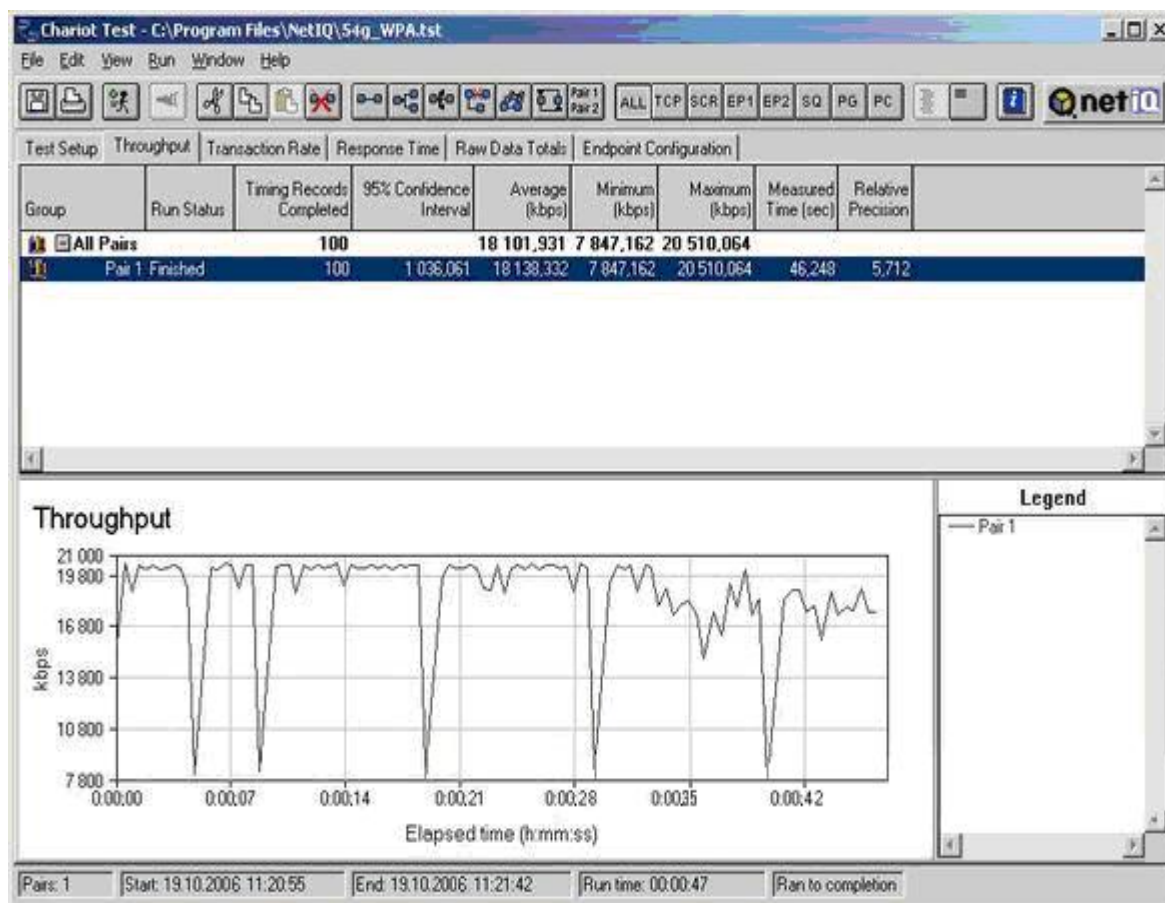 Chariot Test - C:\Program Files\NetIQ\54g_WPA.tst
File Edit View Run Window Help
Pair 1
Pair 2
ALL TCP SCR EP1 EP2 SQ PG PC
netIQ
Test Setup Throughput Transaction Rate Response Time Raw Data Totals Endpoint Configuration
Group Run Status Timing Records Completed 95% Confidence Interval Average (kbps) Minimum (kbps) Maximum (kbps) Measured Time (sec) Relative Precision
All Pairs 100 18 101,931 7 847,162 20 510,064
Pair 1 Finished 100 1 036,061 18 138,332 7 847,162 20 510,064 46,248 5,712
Throughput
21 000
19 800
16 800
13 800
10 800
7 800
kbps
0:00:00 0:00:07 0:00:14 0:00:21 0:00:28 0:00:35 0:00:42
Elapsed time (h:mm:ss)
Legend
Pair 1
Pairs: 1 Start: 19.10.2006 11:20:55 End: 19.10.2006 11:21:42 Run time: 00:00:47 Ran to completion